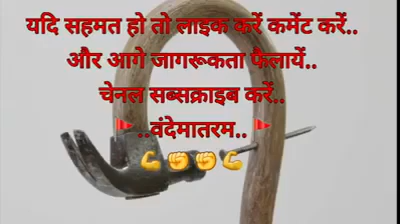 यदि सहमत हो तो लाइक करें कमेंट करें..
और आगे जागरूकता फैलायें..
चेनल सब्सक्राइब करें..
🚩..वंदेमातरम..🚩
💪✊✊💪